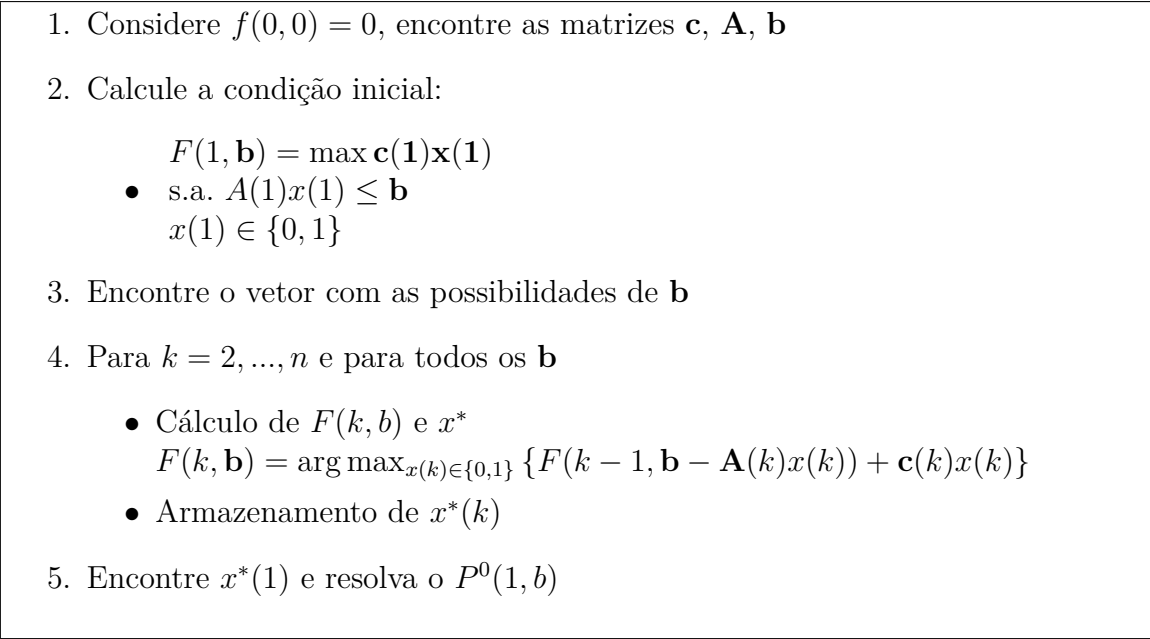 1. Considere f(0, 0) = 0, encontre as matrizes c, A, b
2. Calcule a condição inicial:
F(1, b) = max c(1)x(1)
• s.a. A(1)x(1) ≤ b
x(1) ∈ {0, 1}
3. Encontre o vetor com as possibilidades de b
4. Para k = 2, ..., n e para todos os b
• Cálculo de F(k, b) e x*
F(k, b) = arg max_{x(k)∈{0,1}} {F(k − 1, b − A(k)x(k)) + c(k)x(k)}
• Armazenamento de x*(k)
5. Encontre x*(1) e resolva o P⁰(1, b)